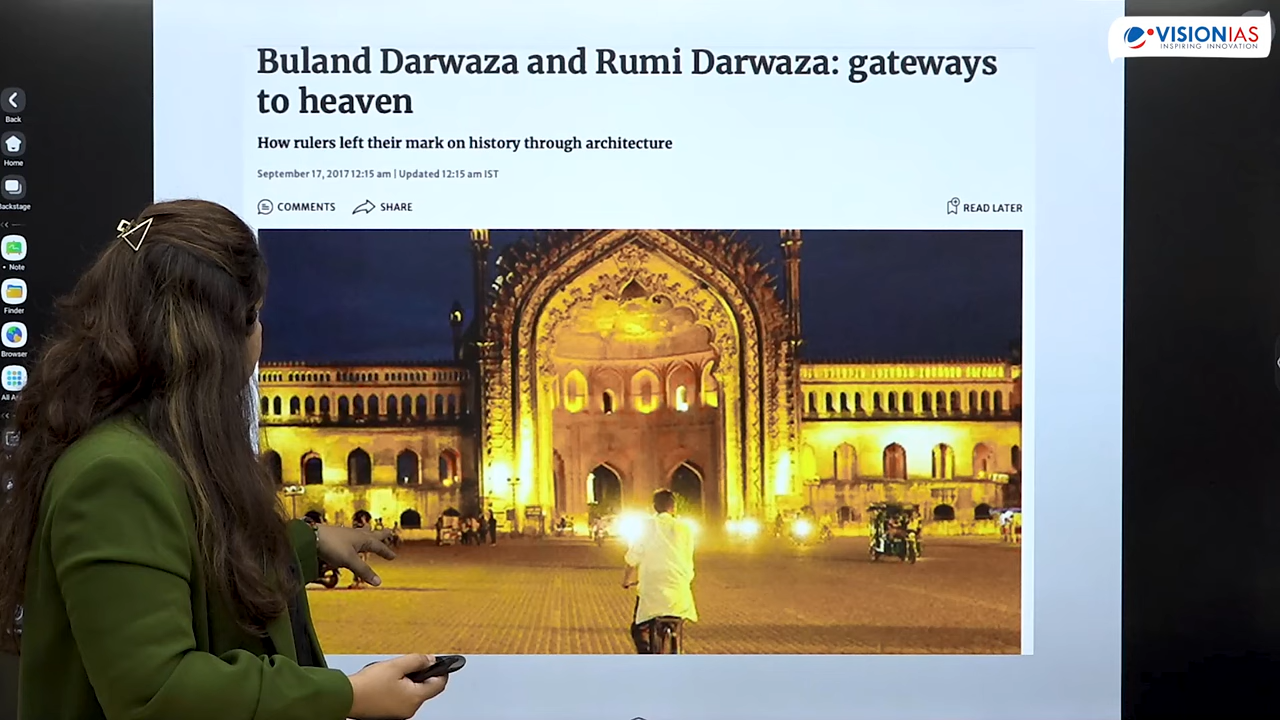 VISIONIAS
INSPIRING INNOVATION
Buland Darwaza and Rumi Darwaza: gateways
to heaven
How rulers left their mark on history through architecture
September 17, 2017 12:15 am | Updated 12:15 am IST
COMMENTS
SHARE
READ LATER
Back
Home
Backstage
Note
Finder
Browser
All A